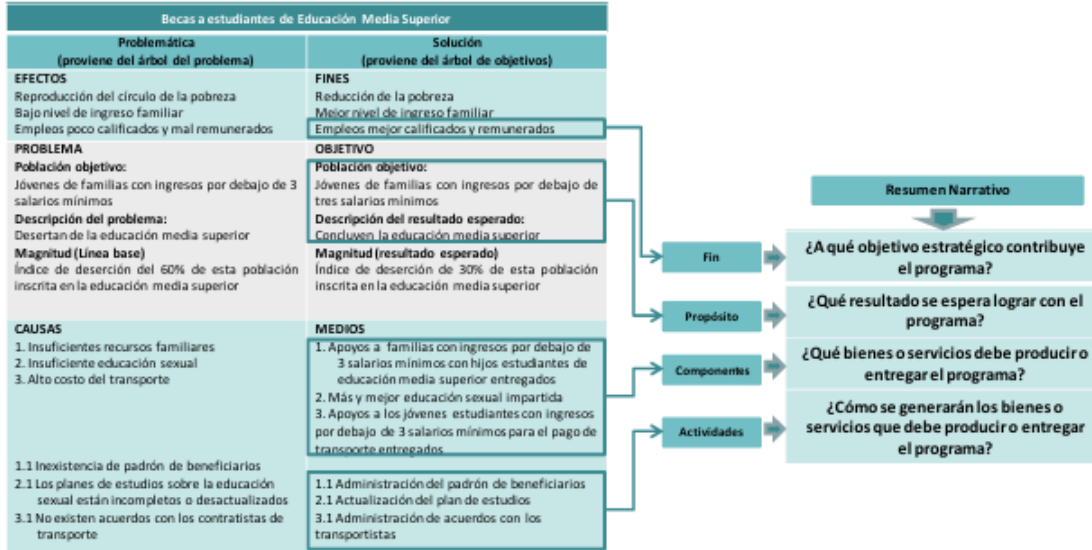 Becas a estudiantes de Educación Media Superior
Problemática
(proviene del árbol del problema)
Solución
(proviene del árbol de objetivos)
EFECTOS
Reproducción del círculo de la pobreza
Bajo nivel de ingreso familiar
Empleos poco calificados y mal remunerados
FINES
Reducción de la pobreza
Mejor nivel de ingreso familiar
Empleos mejor calificados y remunerados
PROBLEMA
Población objetivo:
Jóvenes de familias con ingresos por debajo de 3
salarios mínimos
Descripción del problema:
Desertan de la educación media superior
Magnitud (Línea base)
Índice de deserción del 60% de esta población
inscrita en la educación media superior
OBJETIVO
Población objetivo:
Jóvenes de familias con ingresos por debajo de
tres salarios mínimos
Descripción del resultado esperado:
Concluyen la educación media superior
Magnitud (resultado esperado)
Índice de deserción de 30% de esta población
inscrita en la educación media superior
CAUSAS
1. Insuficientes recursos familiares
2. Insuficiente educación sexual
3. Alto costo del transporte
MEDIOS
1. Apoyos a familias con ingresos por debajo de
3 salarios mínimos con hijos estudiantes de
educación media superior entregados
2. Más y mejor educación sexual impartida
3. Apoyos a los jóvenes estudiantes con ingresos
por debajo de 3 salarios mínimos para el pago de
transporte entregados
1.1 Inexistencia de padrón de beneficiarios
2.1 Los planes de estudios sobre la educación
sexual están incompletos o desactualizados
3.1 No existen acuerdos con los contratistas de
transporte
1.1 Administración del padrón de beneficiarios
2.1 Actualización del plan de estudios
3.1 Administración de acuerdos con los
transportistas
Resumen Narrativo
Fin
¿A qué objetivo estratégico contribuye
el programa?
Propósito
¿Qué resultado se espera lograr con el
programa?
Componentes
¿Qué bienes o servicios debe producir o
entregar el programa?
Actividades
¿Cómo se generarán los bienes o
servicios que debe producir o entregar
el programa?